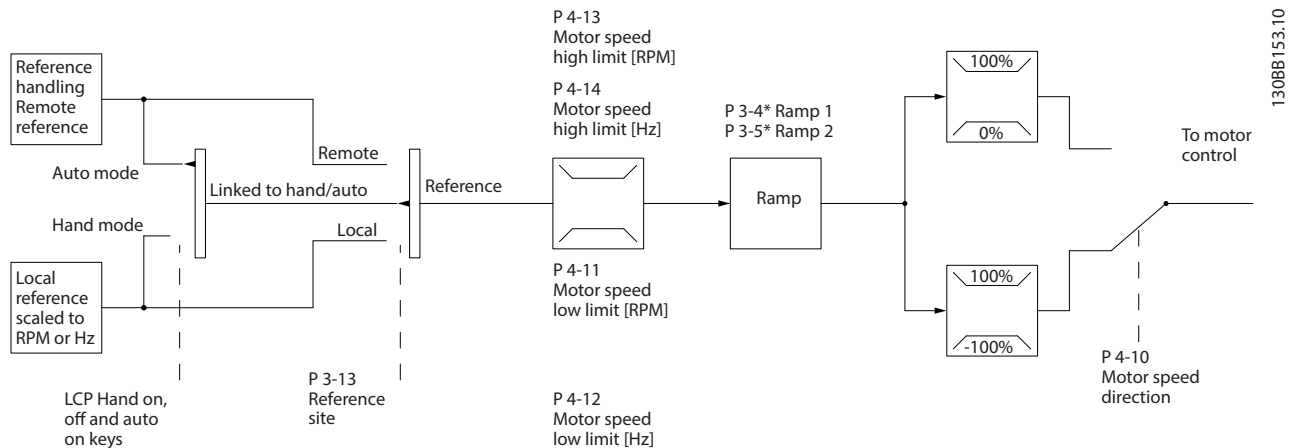 Reference
handling
Remote
reference
Auto mode
Hand mode
Local
reference
scaled to
RPM or Hz
LCP Hand on,
off and auto
on keys
Linked to hand/auto
Remote
Local
P 3-13
Reference
site
Reference
P 4-13
Motor speed
high limit [RPM]
P 4-14
Motor speed
high limit [Hz]
P 4-11
Motor speed
low limit [RPM]
P 4-12
Motor speed
low limit [Hz]
P 3-4* Ramp 1
P 3-5* Ramp 2
Ramp
100%
0%
100%
-100%
To motor
control
P 4-10
Motor speed
direction
130BB153.10